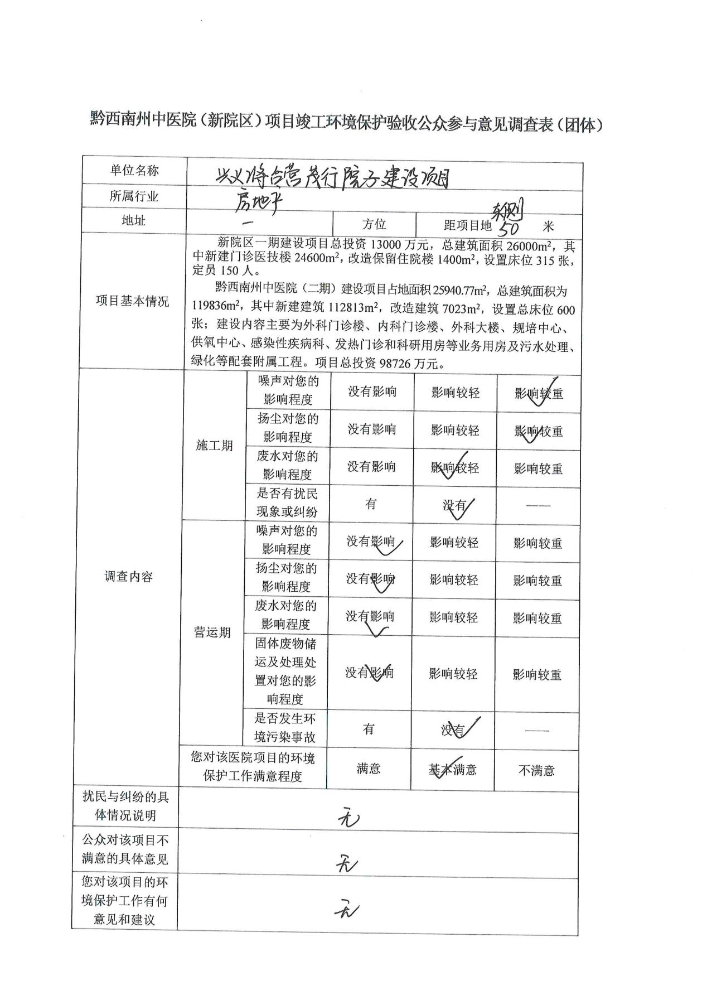 黔西南州中医院（新院区）项目竣工环境保护验收公众参与意见调查表（团体）
单位名称 兴义将合营茂行院子建设项目
所属行业 房地产
地址 一 方位 东侧 距项目地 50 米
项目基本情况
新院区一期建设项目总投资 13000 万元，总建筑面积 26000m²，其
中新建门诊医技楼 24600m²，改造保留住院楼 1400m²，设置床位 315 张，
定员 150 人。
黔西南州中医院（二期）建设项目占地面积 25940.77m²，总建筑面积为
119836m²，其中新建建筑 112813m²，改造建筑 7023m²，设置总床位 600
张；建设内容主要为外科门诊楼、内科门诊楼、外科大楼、规培中心、
供氧中心、感染性疾病科、发热门诊和科研用房等业务用房及污水处理、
绿化等配套附属工程。项目总投资 98726 万元。
调查内容
施工期
噪声对您的
影响程度
没有影响 影响较轻 影响较重 ✓
扬尘对您的
影响程度
没有影响 影响较轻 影响较重 ✓
废水对您的
影响程度
没有影响 影响较轻 ✓ 影响较重
是否有扰民
现象或纠纷
有 没有 ✓ ——
营运期
噪声对您的
影响程度
没有影响 ✓ 影响较轻 影响较重
扬尘对您的
影响程度
没有影响 ✓ 影响较轻 影响较重
废水对您的
影响程度
没有影响 ✓ 影响较轻 影响较重
固体废物储
运及处理处
置对您的影
响程度
没有影响 ✓ 影响较轻 影响较重
是否发生环
境污染事故
有 没有 ✓ ——
您对该医院项目的环境
保护工作满意程度
满意 基本满意 ✓ 不满意
扰民与纠纷的具
体情况说明
无
公众对该项目不
满意的具体意见
无
您对该项目的环
境保护工作有何
意见和建议
无